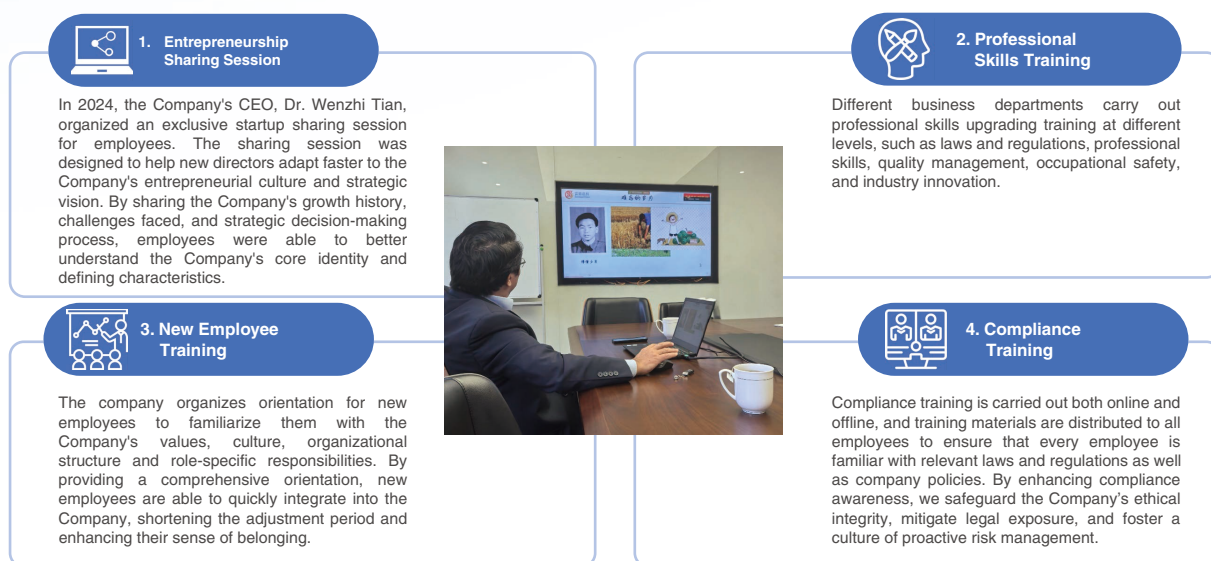 1. Entrepreneurship
Sharing Session
In 2024, the Company's CEO, Dr. Wenzhi Tian,
organized an exclusive startup sharing session
for employees. The sharing session was
designed to help new directors adapt faster to the
Company's entrepreneurial culture and strategic
vision. By sharing the Company's growth history,
challenges faced, and strategic decision-making
process, employees were able to better
understand the Company's core identity and
defining characteristics.
2. Professional
Skills Training
Different business departments carry out
professional skills upgrading training at different
levels, such as laws and regulations, professional
skills, quality management, occupational safety,
and industry innovation.
3. New Employee
Training
The company organizes orientation for new
employees to familiarize them with the
Company's values, culture, organizational
structure and role-specific responsibilities. By
providing a comprehensive orientation, new
employees are able to quickly integrate into the
Company, shortening the adjustment period and
enhancing their sense of belonging.
4. Compliance
Training
Compliance training is carried out both online and
offline, and training materials are distributed to all
employees to ensure that every employee is
familiar with relevant laws and regulations as well
as company policies. By enhancing compliance
awareness, we safeguard the Company’s ethical
integrity, mitigate legal exposure, and foster a
culture of proactive risk management.